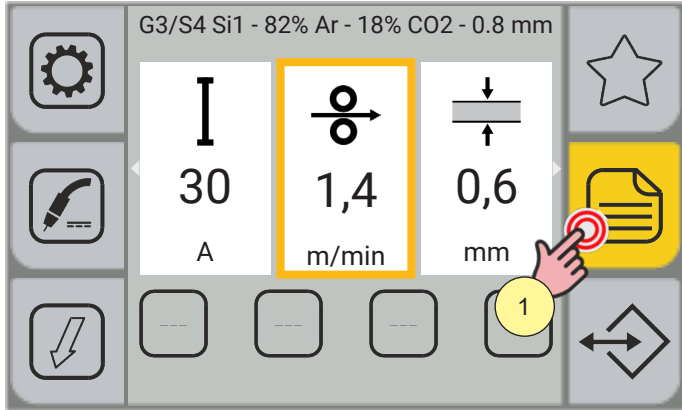 G3/S4 Si1 - 82% Ar - 18% CO2 - 0.8 mm
30 1,4 0,6
A m/min mm
1
--- --- ---